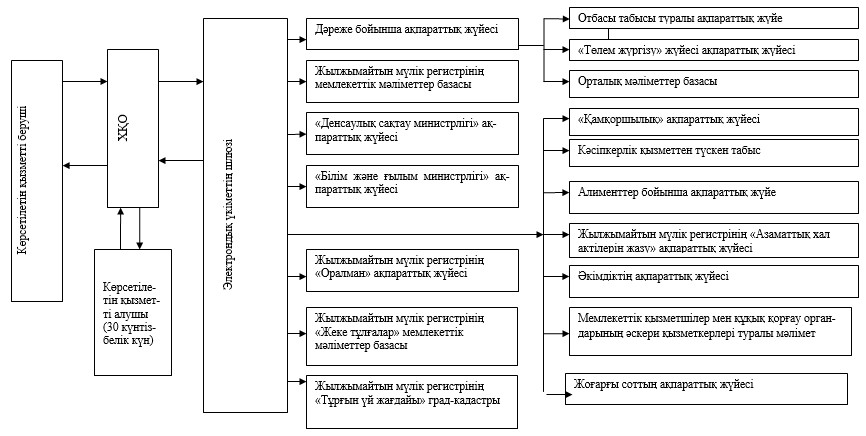 Көрсетілетін қызметті беруші
ХҚО
Көрсетіле-
тін қызмет-
ті алушы
(30 күнтіз-
белік күн)
Электрондық үкіметтің шлюзі
Дәреже бойынша ақпараттық жүйесі
Жылжымайтын мүлік регистрінің
мемлекеттік мәліметтер базасы
«Денсаулық сақтау министрлігі» ақ-
параттық жүйесі
«Білім және ғылым министрлігі» ақ-
параттық жүйесі
Жылжымайтын мүлік регистрінің
«Оралман» ақпараттық жүйесі
Жылжымайтын мүлік регистрінің
«Жеке тұлғалар» мемлекеттік
мәліметтер базасы
Жылжымайтын мүлік регистрінің
«Тұрғын үй жағдайы» град-кадастры
Отбасы табысы туралы ақпараттық жүйе
«Төлем жүргізу» жүйесі ақпараттық жүйесі
Орталық мәліметтер базасы
«Қамқоршылық» ақпараттық жүйесі
Кәсіпкерлік қызметтен түскен табыс
Алименттер бойынша ақпараттық жүйе
Жылжымайтын мүлік регистрінің «Азаматтық хал
актілерін жазу» ақпараттық жүйесі
Әкімдіктің ақпараттық жүйесі
Мемлекеттік қызметшілер мен құқық қорғау орган-
дарының әскери қызметкерлері туралы мәлімет
Жоғарғы соттың ақпараттық жүйесі